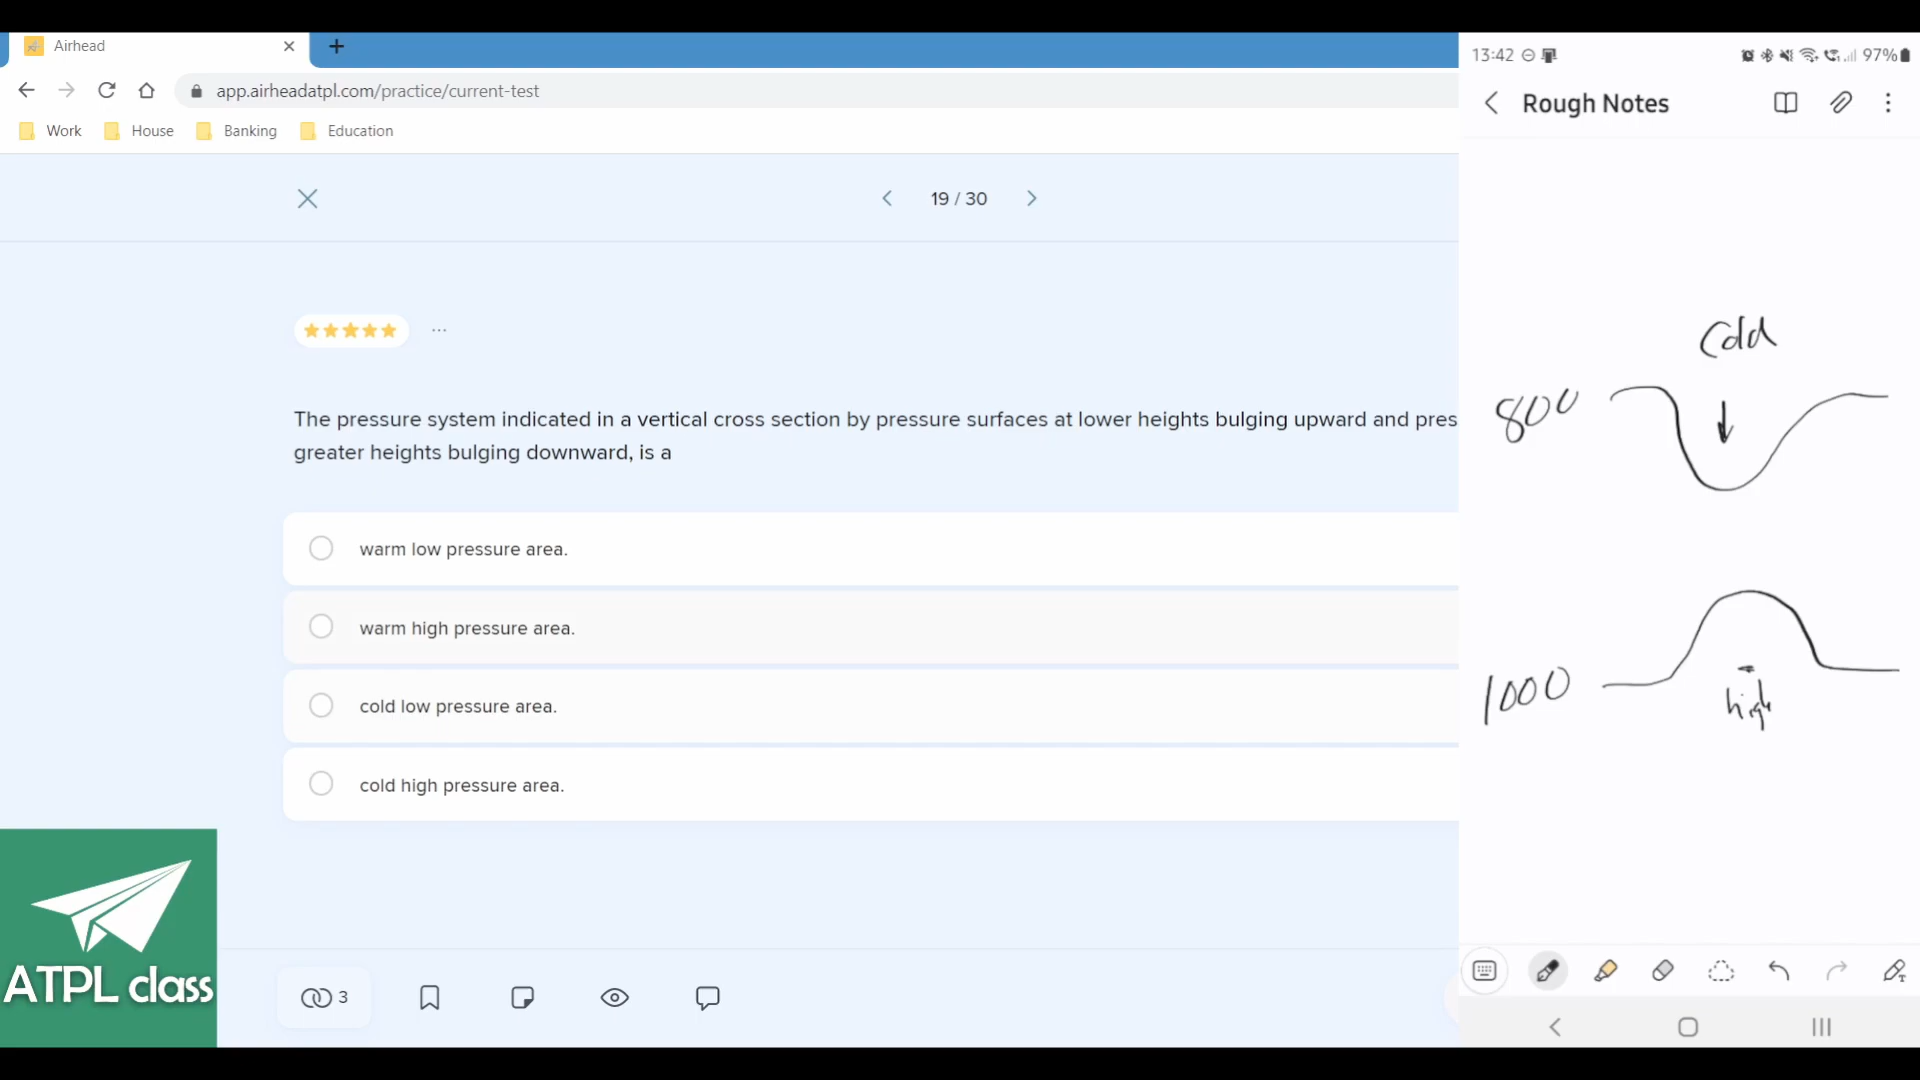 Airhead
13:42
97%
app.airheadatpl.com/practice/current-test
Rough Notes
Work House Banking Education
19 / 30
The pressure system indicated in a vertical cross section by pressure surfaces at lower heights bulging upward and pres
greater heights bulging downward, is a
warm low pressure area.
warm high pressure area.
cold low pressure area.
cold high pressure area.
Cold
800
1000
high
3
ATPL class